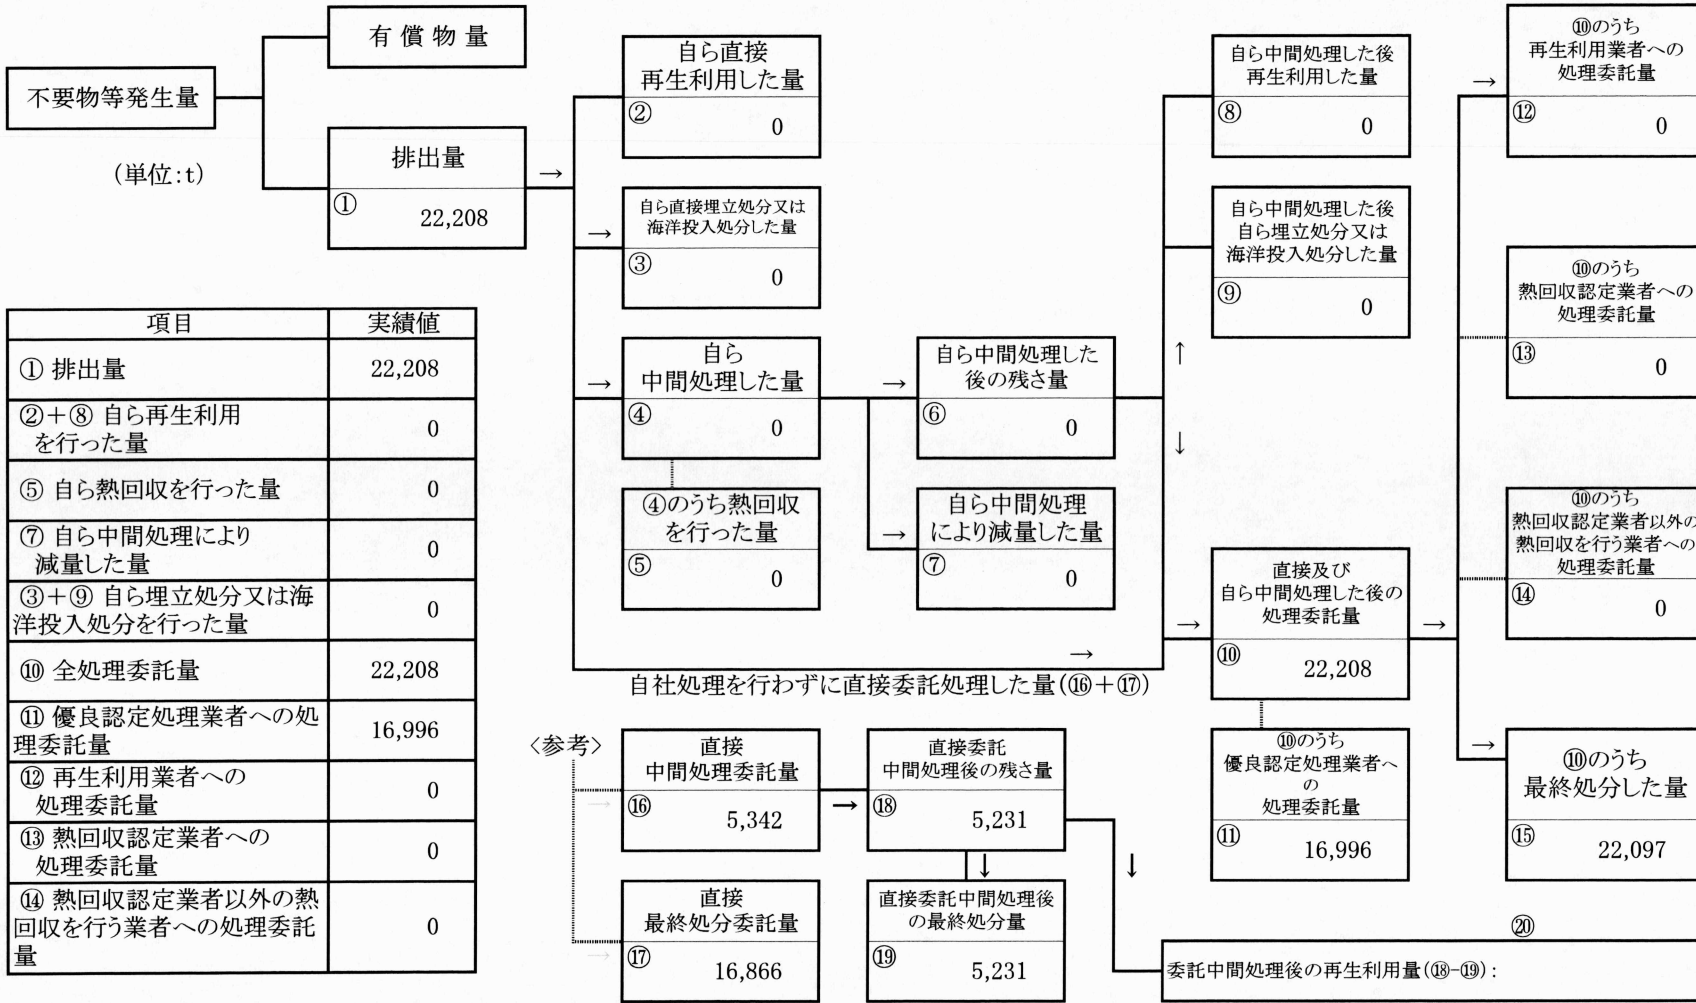 不要物等発生量
(単位:t)
有償物量
排出量
① 22,208
自ら直接
再生利用した量
② 0
自ら直接埋立処分又は
海洋投入処分した量
③ 0
自ら
中間処理した量
④ 0
④のうち熱回収
を行った量
⑤ 0
自ら中間処理した
後の残さ量
⑥ 0
自ら中間処理
により減量した量
⑦ 0
自ら中間処理した後
再生利用した量
⑧ 0
自ら中間処理した後
自ら埋立処分又は
海洋投入処分した量
⑨ 0
直接及び
自ら中間処理した後の
処理委託量
⑩ 22,208
⑩のうち
優良認定処理業者へ
の
処理委託量
⑪ 16,996
⑩のうち
再生利用業者への
処理委託量
⑫ 0
⑩のうち
熱回収認定業者への
処理委託量
⑬ 0
⑩のうち
熱回収認定業者以外の
熱回収を行う業者への
処理委託量
⑭ 0
⑩のうち
最終処分した量
⑮ 22,097
自社処理を行わずに直接委託処理した量(⑯+⑰)
〈参考〉
直接
中間処理委託量
⑯ 5,342
直接
最終処分委託量
⑰ 16,866
直接委託
中間処理後の残さ量
⑱ 5,231
直接委託中間処理後
の最終処分量
⑲ 5,231
⑳
委託中間処理後の再生利用量(⑱-⑲):
項目 実績値
① 排出量 22,208
②+⑧ 自ら再生利用
を行った量 0
⑤ 自ら熱回収を行った量 0
⑦ 自ら中間処理により
減量した量 0
③+⑨ 自ら埋立処分又は海
洋投入処分を行った量 0
⑩ 全処理委託量 22,208
⑪ 優良認定処理業者への処
理委託量 16,996
⑫ 再生利用業者への
処理委託量 0
⑬ 熱回収認定業者への
処理委託量 0
⑭ 熱回収認定業者以外の熱
回収を行う業者への処理委託
量 0